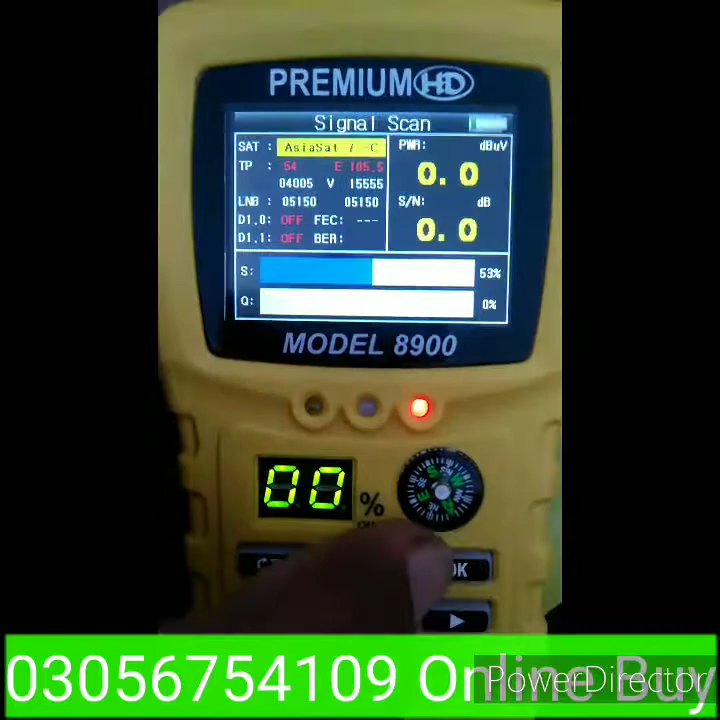 PREMIUM HD
Signal Scan
SAT : AsiaSat 7 -C
PWR: dBuV
TP : 54 E 105.5
0.0
04005 V 15555
LNB : 05150 05150
S/N: dB
D1.0: OFF FEC: ---
0.0
D1.1: OFF BER:
S: 53%
Q: 0%
MODEL 8900
00 %
OK
03056754109 Online Buy
PowerDirector